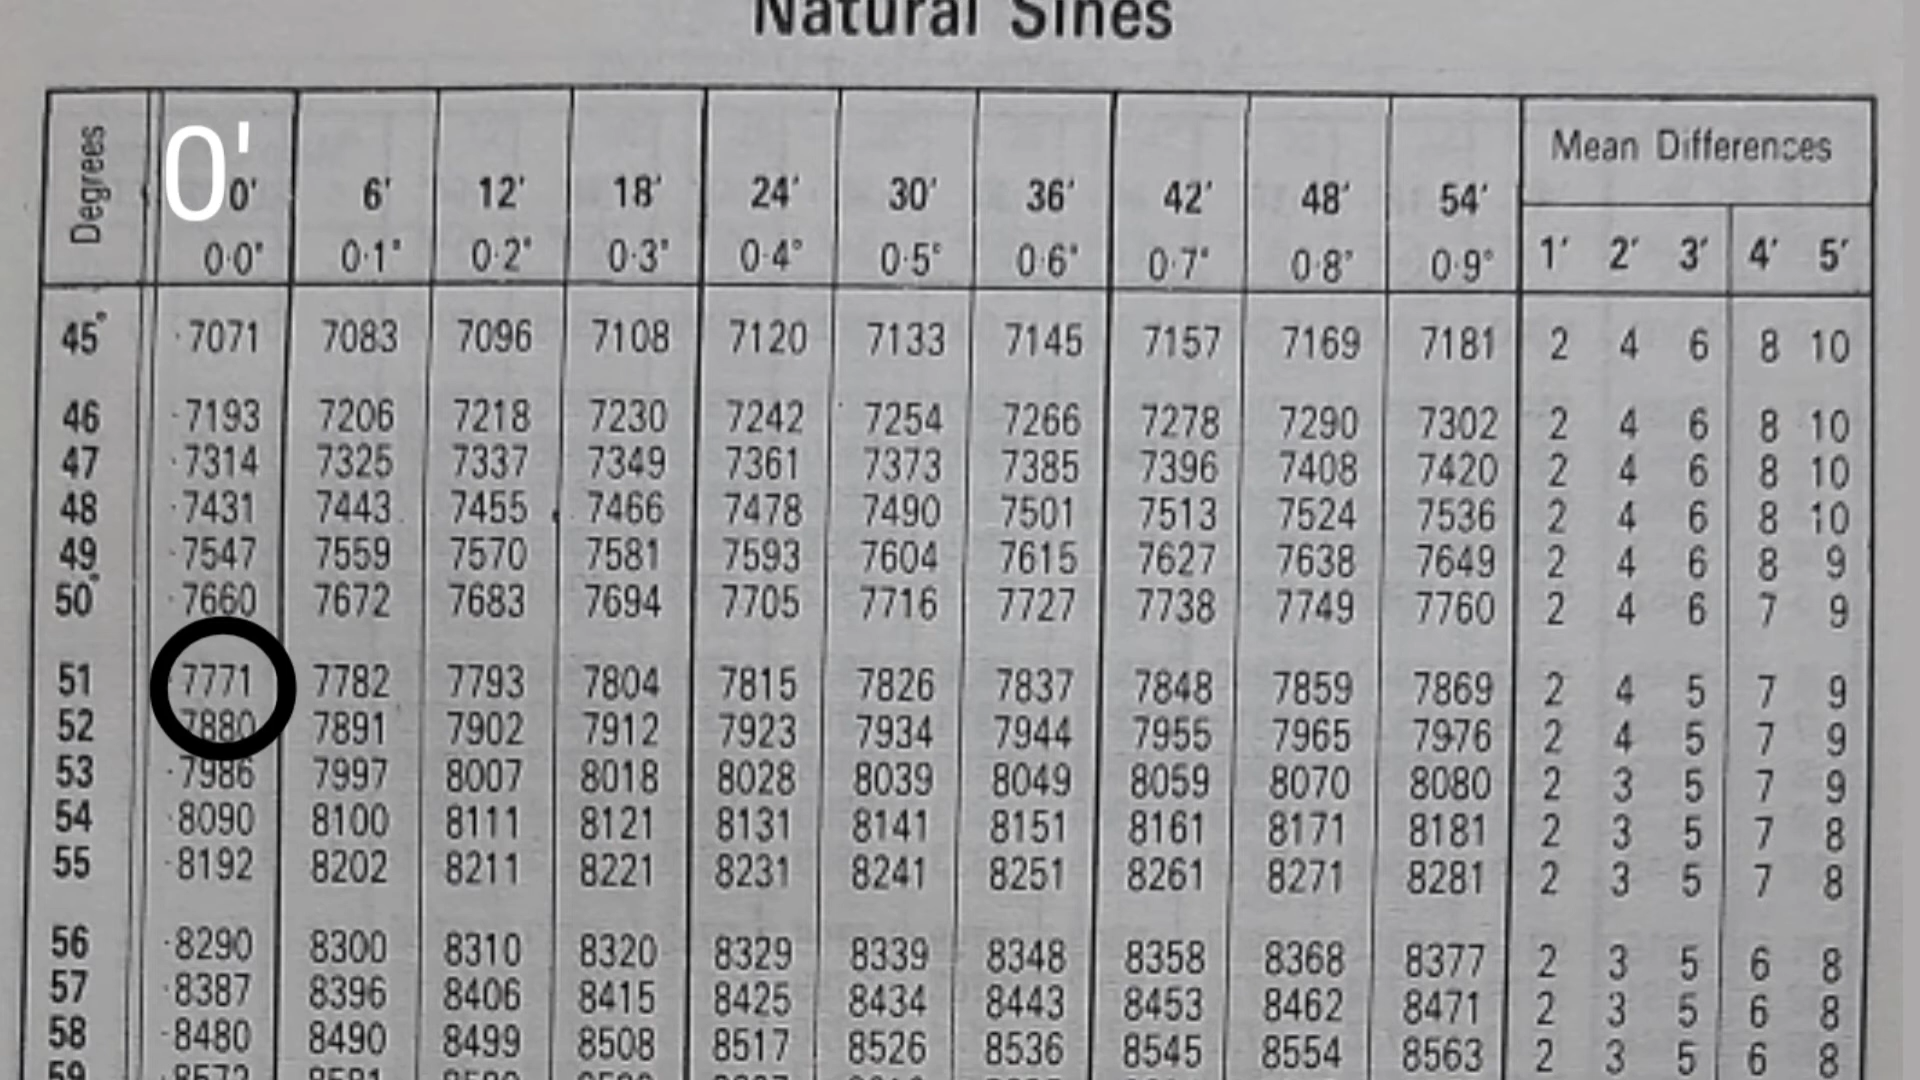 Natural Sines
Degrees 0' 0' 6' 12' 18' 24' 30' 36' 42' 48' 54' Mean Differences
0·0° 0·1° 0·2° 0·3° 0·4° 0·5° 0·6° 0·7° 0·8° 0·9° 1' 2' 3' 4' 5'
45° ·7071 7083 7096 7108 7120 7133 7145 7157 7169 7181 2 4 6 8 10
46 ·7193 7206 7218 7230 7242 7254 7266 7278 7290 7302 2 4 6 8 10
47 ·7314 7325 7337 7349 7361 7373 7385 7396 7408 7420 2 4 6 8 10
48 ·7431 7443 7455 7466 7478 7490 7501 7513 7524 7536 2 4 6 8 10
49 ·7547 7559 7570 7581 7593 7604 7615 7627 7638 7649 2 4 6 8 9
50° ·7660 7672 7683 7694 7705 7716 7727 7738 7749 7760 2 4 6 7 9
51 ·7771 7782 7793 7804 7815 7826 7837 7848 7859 7869 2 4 5 7 9
52 7880 7891 7902 7912 7923 7934 7944 7955 7965 7976 2 4 5 7 9
53 ·7986 7997 8007 8018 8028 8039 8049 8059 8070 8080 2 3 5 7 9
54 ·8090 8100 8111 8121 8131 8141 8151 8161 8171 8181 2 3 5 7 8
55 ·8192 8202 8211 8221 8231 8241 8251 8261 8271 8281 2 3 5 7 8
56 ·8290 8300 8310 8320 8329 8339 8348 8358 8368 8377 2 3 5 6 8
57 ·8387 8396 8406 8415 8425 8434 8443 8453 8462 8471 2 3 5 6 8
58 ·8480 8490 8499 8508 8517 8526 8536 8545 8554 8563 2 3 5 6 8
59 ·8572 8581